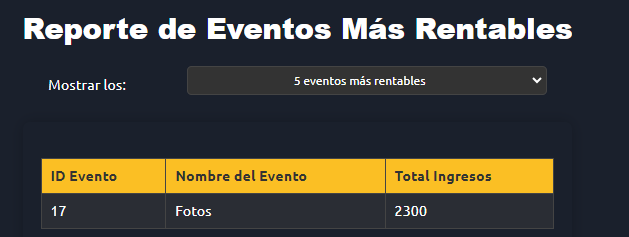 Reporte de Eventos Más Rentables
Mostrar los: 5 eventos más rentables
ID Evento Nombre del Evento Total Ingresos
17 Fotos 2300